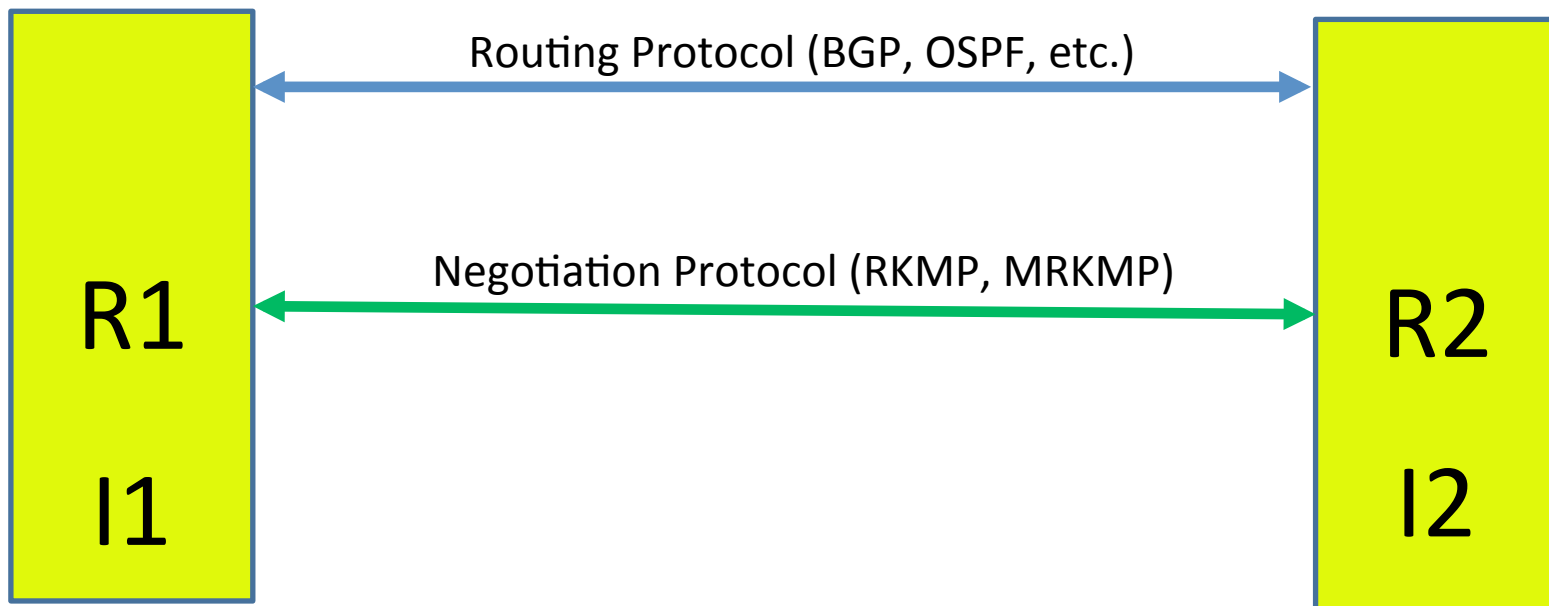 Routing Protocol (BGP, OSPF, etc.)
Negotiation Protocol (RKMP, MRKMP)
R1
R2
I1
I2